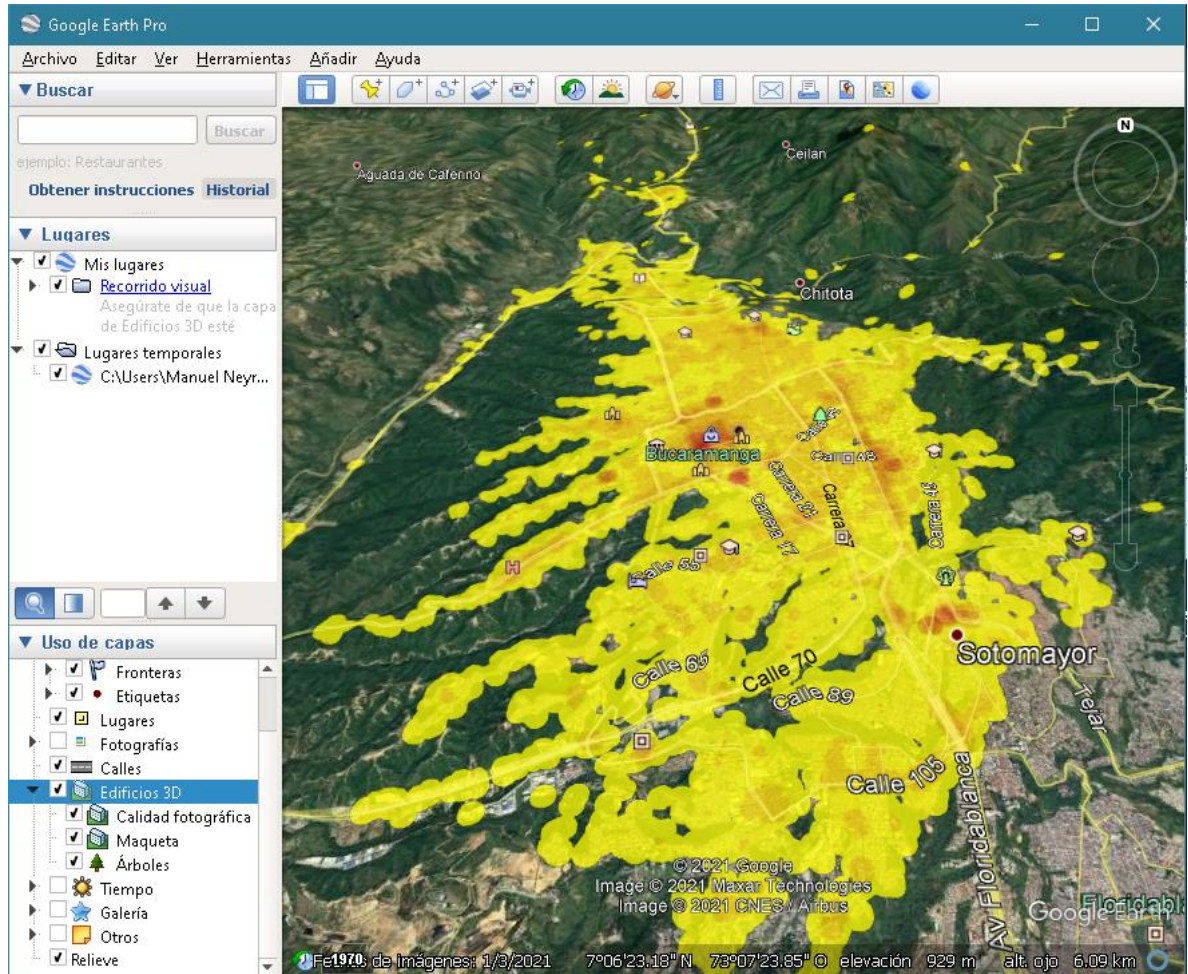 Google Earth Pro
Archivo Editar Ver Herramientas Añadir Ayuda
Buscar
Buscar
ejemplo: Restaurantes
Obtener instrucciones Historial
Lugares
Mis lugares
Recorrido visual
Asegúrate de que la capa
de Edificios 3D esté
Lugares temporales
C:\Users\Manuel Neyr...
Uso de capas
Fronteras
Etiquetas
Lugares
Fotografías
Calles
Edificios 3D
Calidad fotográfica
Maqueta
Árboles
Tiempo
Galería
Otros
Relieve
N
Ceilan
Aguada de Cafenno
Chitota
Bucaramanga
Calle 48
Carrera 21
Carrera
Carrera 17
Calle 55
Sotomayor
Calle 65
Calle 70
Calle 89
Tejar
Calle 105
Av Floridablanca
© 2021 Google
Image © 2021 Maxar Technologies
Image © 2021 CNES / Airbus
Google Earth
1970
de imágenes: 1/3/2021 7°06'23.18" N 73°07'23.85" O elevación 929 m alt. ojo 6.09 km